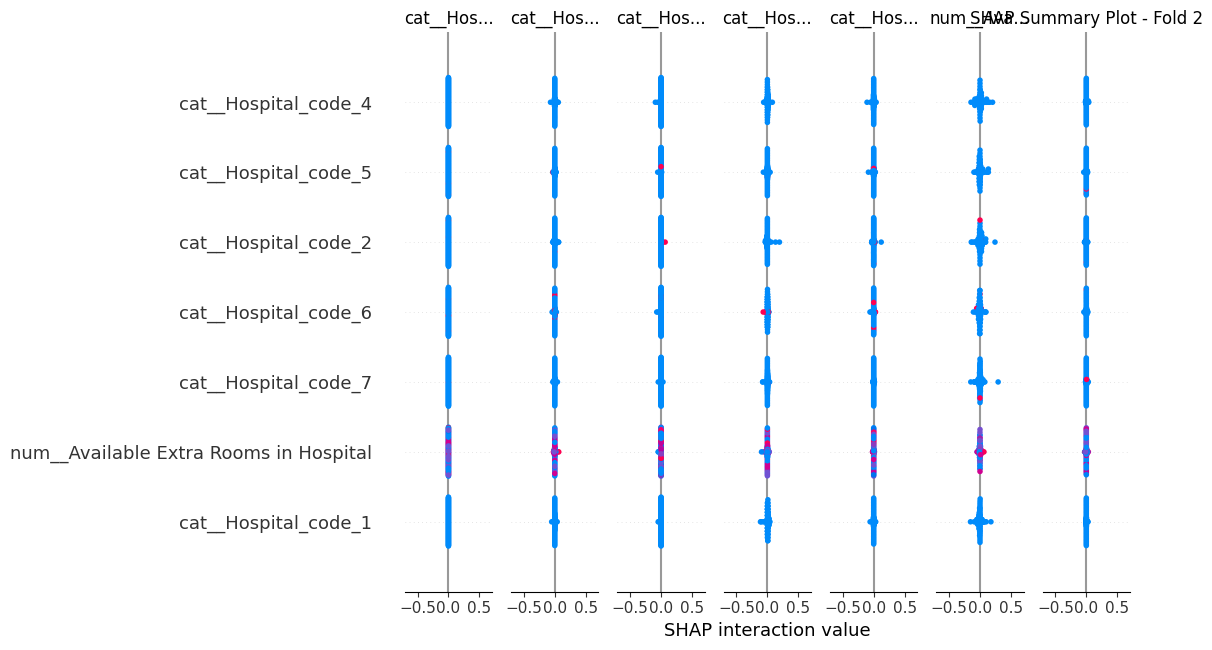 cat__Hos... cat__Hos... cat__Hos... cat__Hos... cat__Hos... num__Ava... SHAP Summary Plot - Fold 2
cat__Hospital_code_4
cat__Hospital_code_5
cat__Hospital_code_2
cat__Hospital_code_6
cat__Hospital_code_7
num__Available Extra Rooms in Hospital
cat__Hospital_code_1
−0.5 0.0 0.5 −0.5 0.0 0.5 −0.5 0.0 0.5 −0.5 0.0 0.5 −0.5 0.0 0.5 −0.5 0.0 0.5 −0.5 0.0 0.5
SHAP interaction value